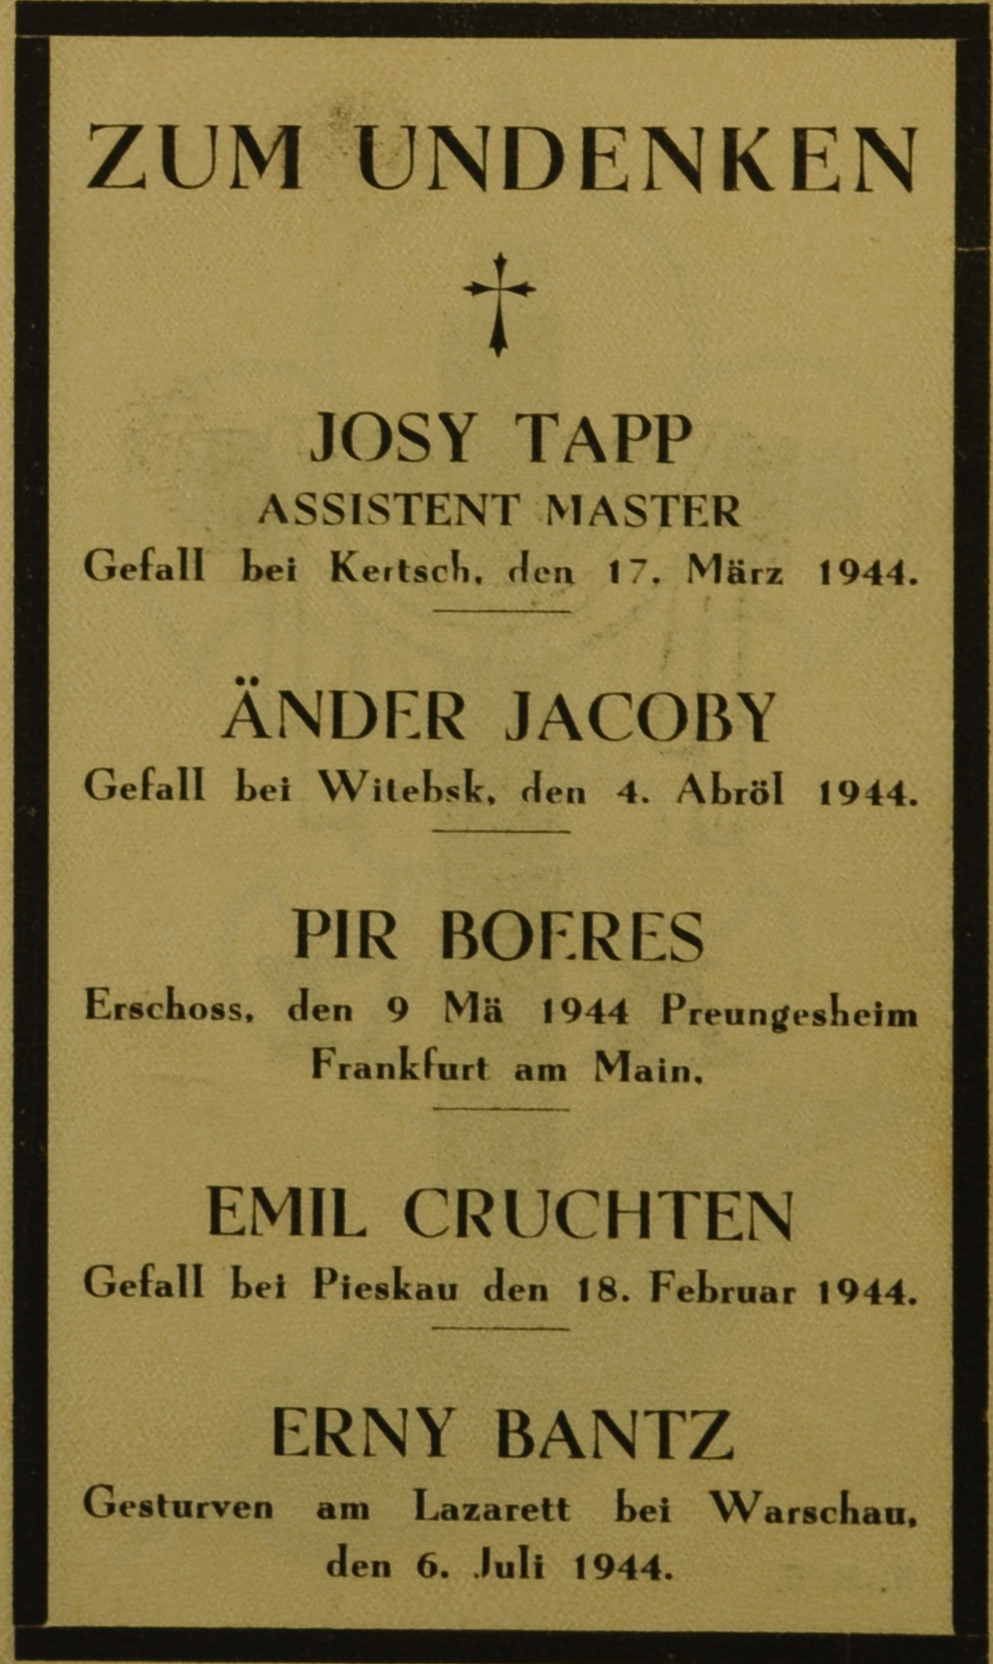 ZUM UNDENKEN
JOSY TAPP
ASSISTENT MASTER
Gefall bei Kertsch, den 17. März 1944.
ÄNDER JACOBY
Gefall bei Witebsk, den 4. Abröl 1944.
PIR BOERES
Erschoss, den 9 Mä 1944 Preungesheim
Frankfurt am Main.
EMIL CRUCHTEN
Gefall bei Pieskau den 18. Februar 1944.
ERNY BANTZ
Gesturven am Lazarett bei Warschau,
den 6. Juli 1944.